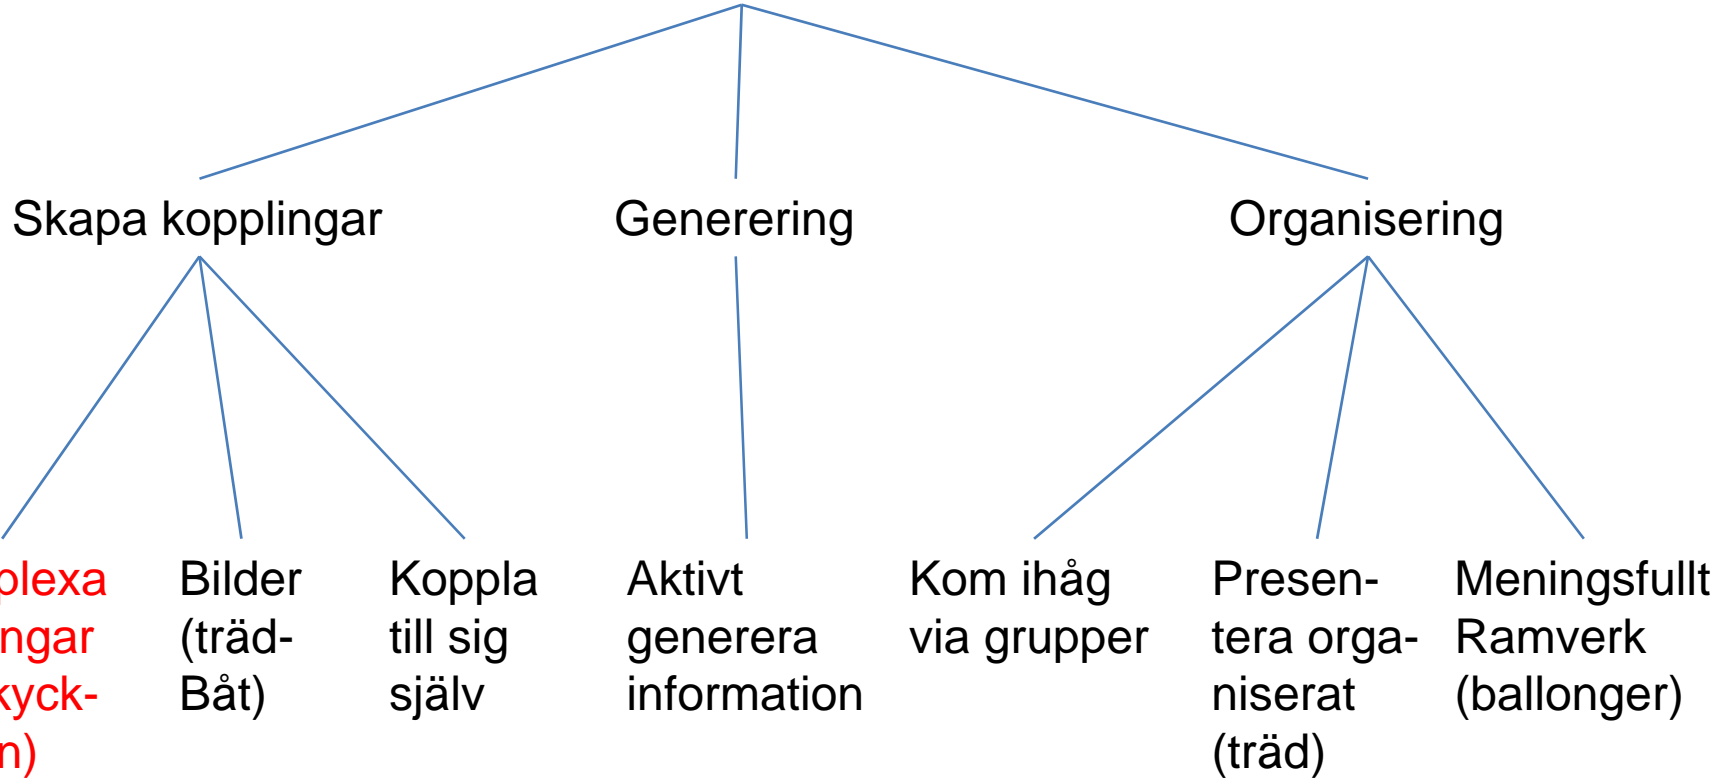 Skapa kopplingar
Generering
Organisering
plexa
ngar
kyck-
n)
Bilder
(träd-
Båt)
Koppla
till sig
själv
Aktivt
generera
information
Kom ihåg
via grupper
Presen-
tera orga-
niserat
(träd)
Meningsfullt
Ramverk
(ballonger)